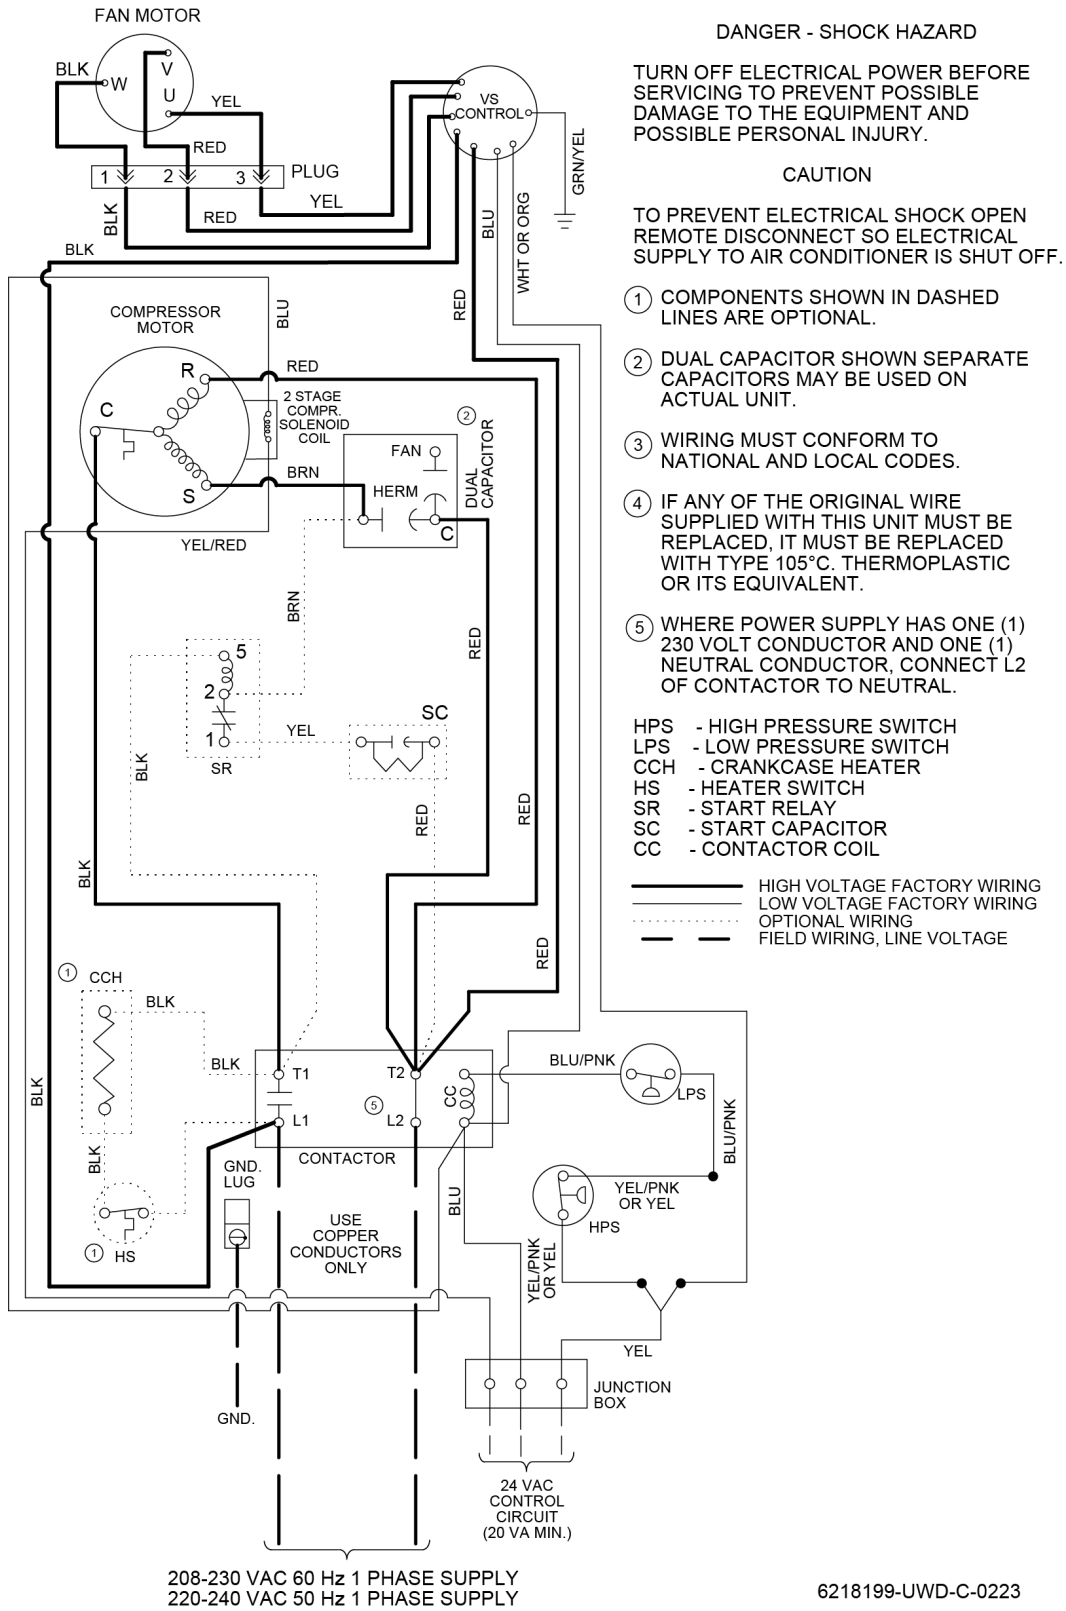 FAN MOTOR
BLK
W
V
U
YEL
RED
1
2
3
PLUG
VS
CONTROL
GRN/YEL
BLK
RED
YEL
BLK
RED
BLU
WHT OR ORG
BLU
COMPRESSOR
MOTOR
R
C
S
RED
2 STAGE
COMPR.
SOLENOID
COIL
BRN
YEL/RED
2
FAN
HERM
C
DUAL
CAPACITOR
BRN
RED
5
2
1
SR
YEL
SC
BLK
RED
RED
BLK
RED
1
CCH
BLK
BLK
BLK
BLK
T1
L1
5
T2
L2
CC
CONTACTOR
BLU/PNK
LPS
BLU/PNK
YEL/PNK
OR YEL
HPS
BLU
YEL/PNK
OR YEL
GND.
LUG
1
HS
USE
COPPER
CONDUCTORS
ONLY
GND.
YEL
JUNCTION
BOX
24 VAC
CONTROL
CIRCUIT
(20 VA MIN.)
208-230 VAC 60 Hz 1 PHASE SUPPLY
220-240 VAC 50 Hz 1 PHASE SUPPLY
DANGER - SHOCK HAZARD
TURN OFF ELECTRICAL POWER BEFORE
SERVICING TO PREVENT POSSIBLE
DAMAGE TO THE EQUIPMENT AND
POSSIBLE PERSONAL INJURY.
CAUTION
TO PREVENT ELECTRICAL SHOCK OPEN
REMOTE DISCONNECT SO ELECTRICAL
SUPPLY TO AIR CONDITIONER IS SHUT OFF.
1 COMPONENTS SHOWN IN DASHED
LINES ARE OPTIONAL.
2 DUAL CAPACITOR SHOWN SEPARATE
CAPACITORS MAY BE USED ON
ACTUAL UNIT.
3 WIRING MUST CONFORM TO
NATIONAL AND LOCAL CODES.
4 IF ANY OF THE ORIGINAL WIRE
SUPPLIED WITH THIS UNIT MUST BE
REPLACED, IT MUST BE REPLACED
WITH TYPE 105°C. THERMOPLASTIC
OR ITS EQUIVALENT.
5 WHERE POWER SUPPLY HAS ONE (1)
230 VOLT CONDUCTOR AND ONE (1)
NEUTRAL CONDUCTOR, CONNECT L2
OF CONTACTOR TO NEUTRAL.
HPS - HIGH PRESSURE SWITCH
LPS - LOW PRESSURE SWITCH
CCH - CRANKCASE HEATER
HS - HEATER SWITCH
SR - START RELAY
SC - START CAPACITOR
CC - CONTACTOR COIL
HIGH VOLTAGE FACTORY WIRING
LOW VOLTAGE FACTORY WIRING
OPTIONAL WIRING
FIELD WIRING, LINE VOLTAGE
6218199-UWD-C-0223